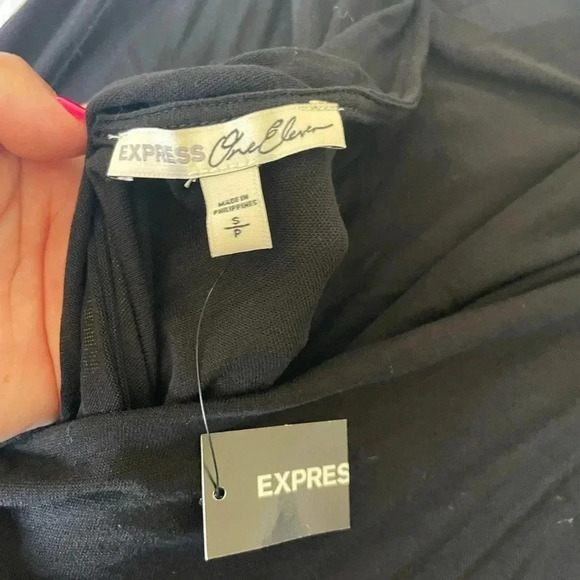 EXPRESS One Eleven
MADE IN
PHILIPPINES
S
P
EXPRES